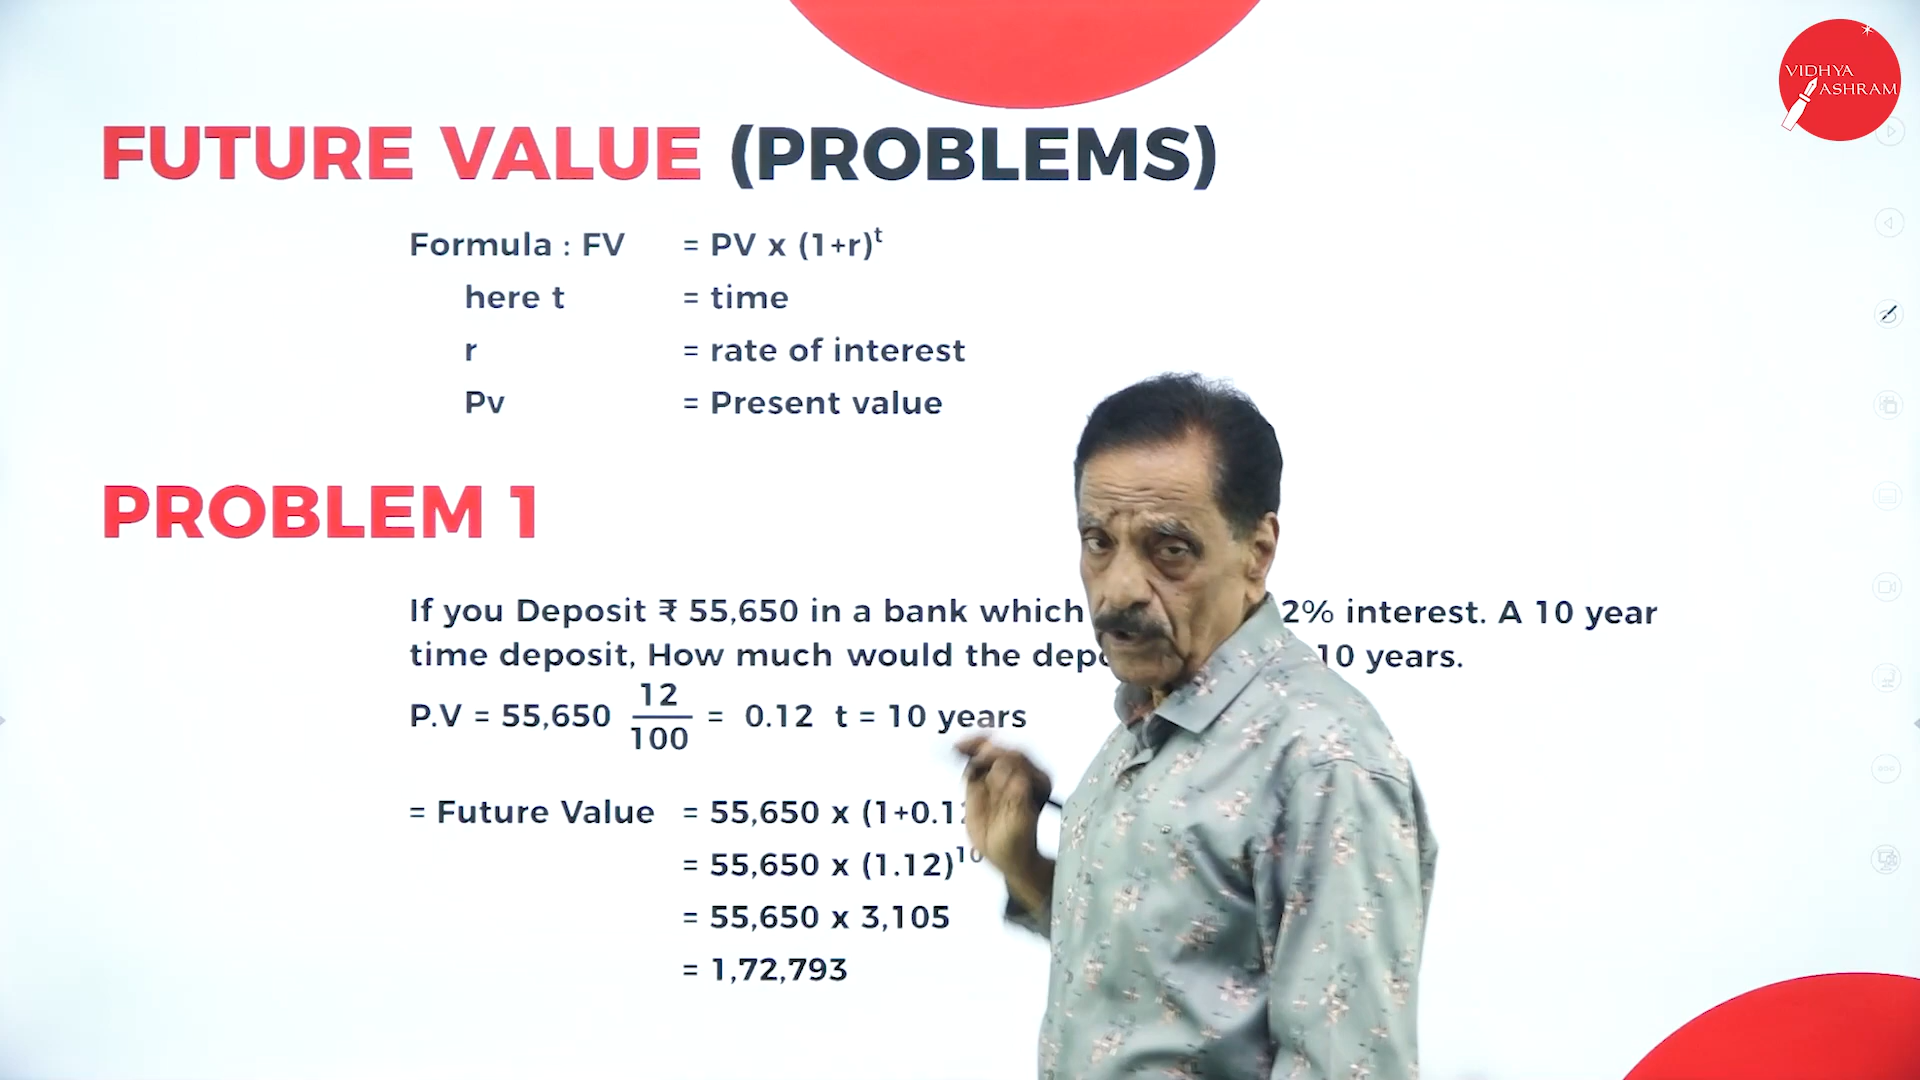 VIDHYA
ASHRAM
FUTURE VALUE (PROBLEMS)
Formula : FV = PV x (1+r)^t
here t = time
r = rate of interest
Pv = Present value
PROBLEM 1
If you Deposit ₹ 55,650 in a bank which 2% interest. A 10 year
time deposit, How much would the 10 years.
P.V = 55,650 12/100 = 0.12 t = 10 years
= Future Value = 55,650 x (1+0.1
= 55,650 x (1.12)^10
= 55,650 x 3,105
= 1,72,793